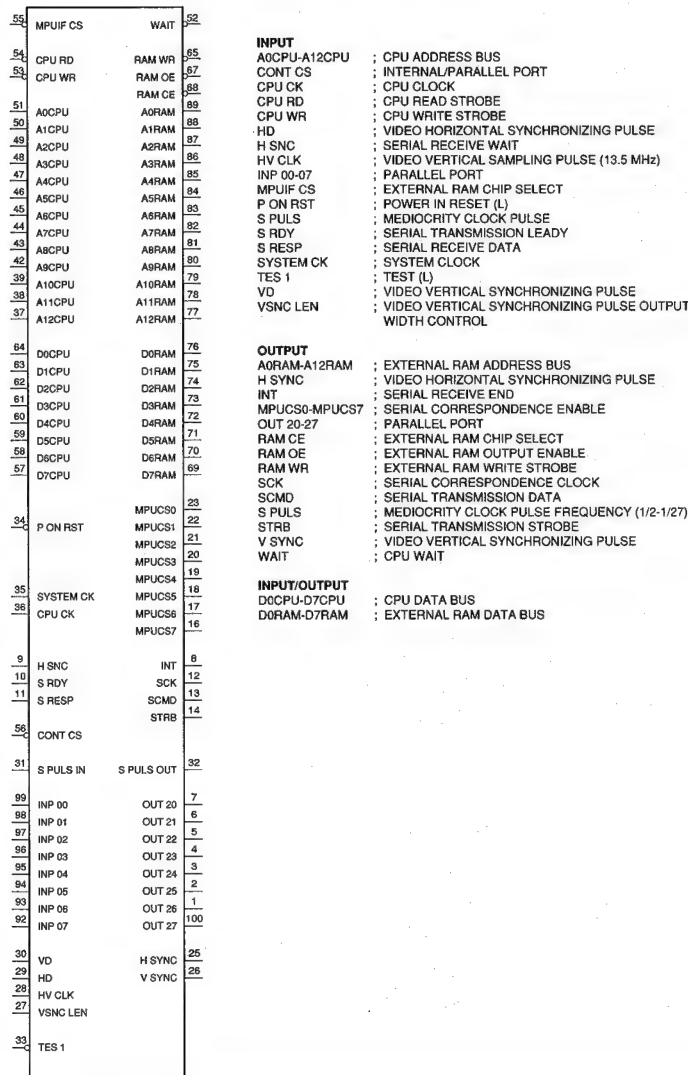 55 MPUIF CS WAIT 52
54 CPU RD RAM WR 65
53 CPU WR RAM OE 67
RAM CE 68
51 A0CPU A0RAM 89
50 A1CPU A1RAM 88
49 A2CPU A2RAM 87
48 A3CPU A3RAM 86
47 A4CPU A4RAM 85
46 A5CPU A5RAM 84
45 A6CPU A6RAM 83
44 A7CPU A7RAM 82
43 A8CPU A8RAM 81
42 A9CPU A9RAM 80
39 A10CPU A10RAM 79
38 A11CPU A11RAM 78
37 A12CPU A12RAM 77
64 D0CPU D0RAM 76
63 D1CPU D1RAM 75
62 D2CPU D2RAM 74
61 D3CPU D3RAM 73
60 D4CPU D4RAM 72
59 D5CPU D5RAM 71
58 D6CPU D6RAM 70
57 D7CPU D7RAM 69
MPUCS0 23
34 P ON RST MPUCS1 22
MPUCS2 21
MPUCS3 20
MPUCS4 19
35 SYSTEM CK MPUCS5 18
36 CPU CK MPUCS6 17
MPUCS7 16
9 H SNC INT 8
10 S RDY SCK 12
11 S RESP SCMD 13
STRB 14
56 CONT CS
31 S PULS IN S PULS OUT 32
99 INP 00 OUT 20 7
98 INP 01 OUT 21 6
97 INP 02 OUT 22 5
96 INP 03 OUT 23 4
95 INP 04 OUT 24 3
94 INP 05 OUT 25 2
93 INP 06 OUT 26 1
92 INP 07 OUT 27 100
30 VD H SYNC 25
29 HD V SYNC 26
28 HV CLK
27 VSNC LEN
33 TES 1
INPUT
A0CPU-A12CPU ; CPU ADDRESS BUS
CONT CS ; INTERNAL/PARALLEL PORT
CPU CK ; CPU CLOCK
CPU RD ; CPU READ STROBE
CPU WR ; CPU WRITE STROBE
HD ; VIDEO HORIZONTAL SYNCHRONIZING PULSE
H SNC ; SERIAL RECEIVE WAIT
HV CLK ; VIDEO VERTICAL SAMPLING PULSE (13.5 MHz)
INP 00-07 ; PARALLEL PORT
MPUIF CS ; EXTERNAL RAM CHIP SELECT
P ON RST ; POWER IN RESET (L)
S PULS ; MEDIOCRITY CLOCK PULSE
S RDY ; SERIAL TRANSMISSION LEADY
S RESP ; SERIAL RECEIVE DATA
SYSTEM CK ; SYSTEM CLOCK
TES 1 ; TEST (L)
VD ; VIDEO VERTICAL SYNCHRONIZING PULSE
VSNC LEN ; VIDEO VERTICAL SYNCHRONIZING PULSE OUTPUT
WIDTH CONTROL
OUTPUT
A0RAM-A12RAM ; EXTERNAL RAM ADDRESS BUS
H SYNC ; VIDEO HORIZONTAL SYNCHRONIZING PULSE
INT ; SERIAL RECEIVE END
MPUCS0-MPUCS7 ; SERIAL CORRESPONDENCE ENABLE
OUT 20-27 ; PARALLEL PORT
RAM CE ; EXTERNAL RAM CHIP SELECT
RAM OE ; EXTERNAL RAM OUTPUT ENABLE
RAM WR ; EXTERNAL RAM WRITE STROBE
SCK ; SERIAL CORRESPONDENCE CLOCK
SCMD ; SERIAL TRANSMISSION DATA
S PULS ; MEDIOCRITY CLOCK PULSE FREQUENCY (1/2-1/27)
STRB ; SERIAL TRANSMISSION STROBE
V SYNC ; VIDEO VERTICAL SYNCHRONIZING PULSE
WAIT ; CPU WAIT
INPUT/OUTPUT
D0CPU-D7CPU ; CPU DATA BUS
D0RAM-D7RAM ; EXTERNAL RAM DATA BUS